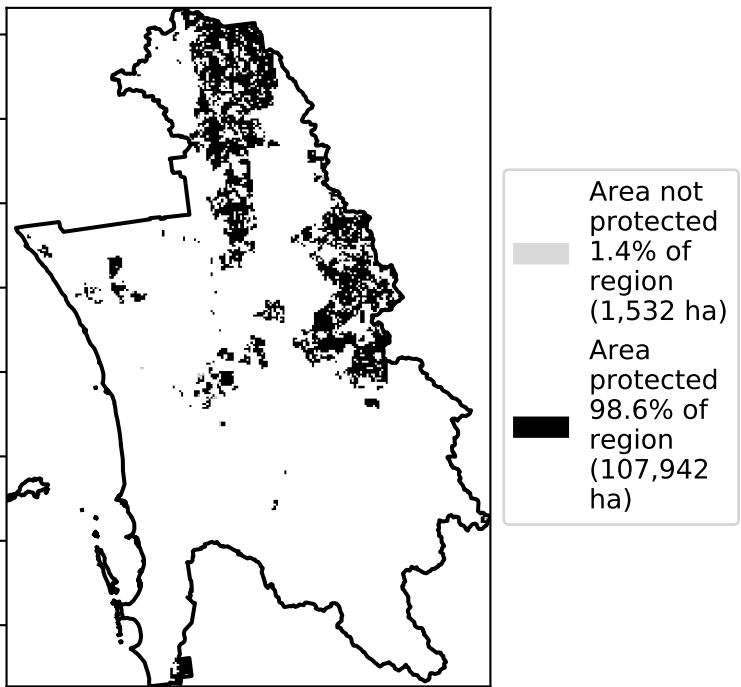 Area not
protected
1.4% of
region
(1,532 ha)
Area
protected
98.6% of
region
(107,942
ha)